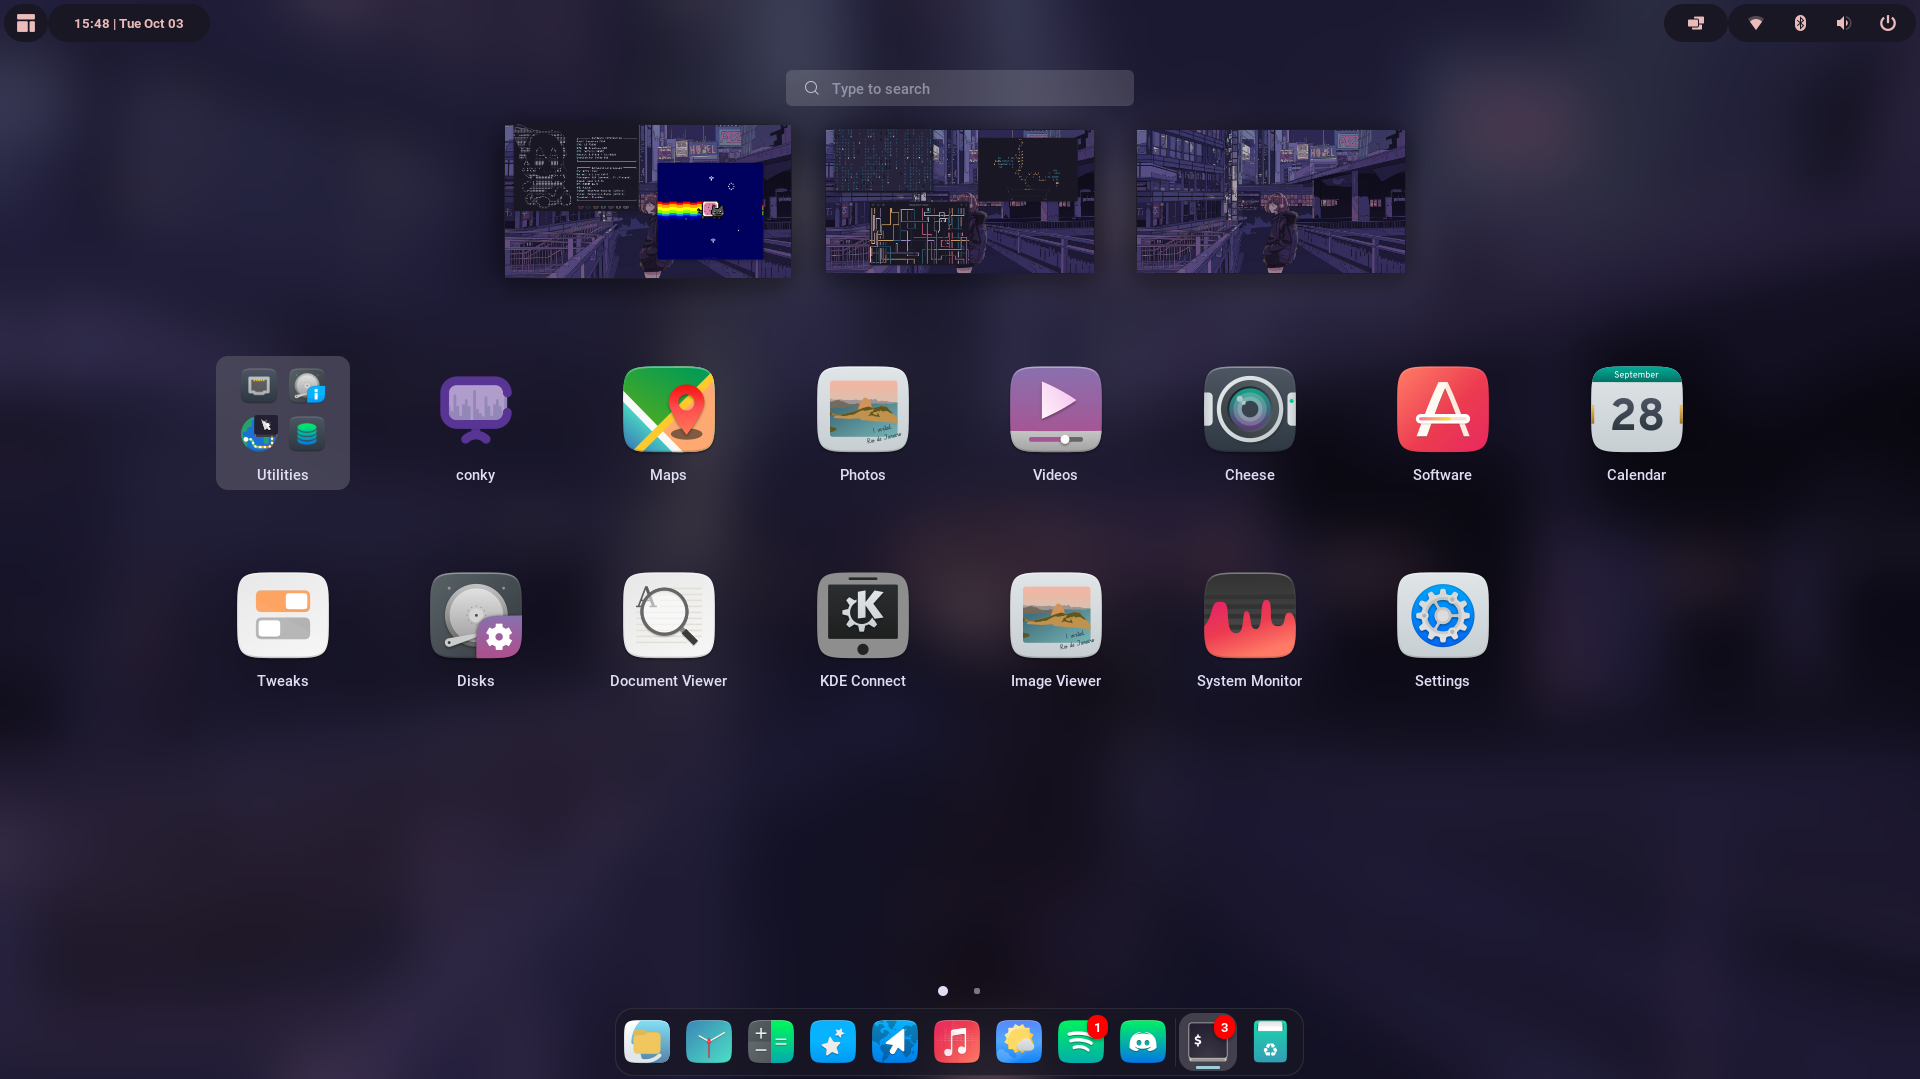 15:48 | Tue Oct 03
Type to search
Utilities
conky
Maps
Photos
Videos
Cheese
Software
September
28
Calendar
Tweaks
Disks
A
Document Viewer
K
KDE Connect
Image Viewer
System Monitor
Settings
1
$
3